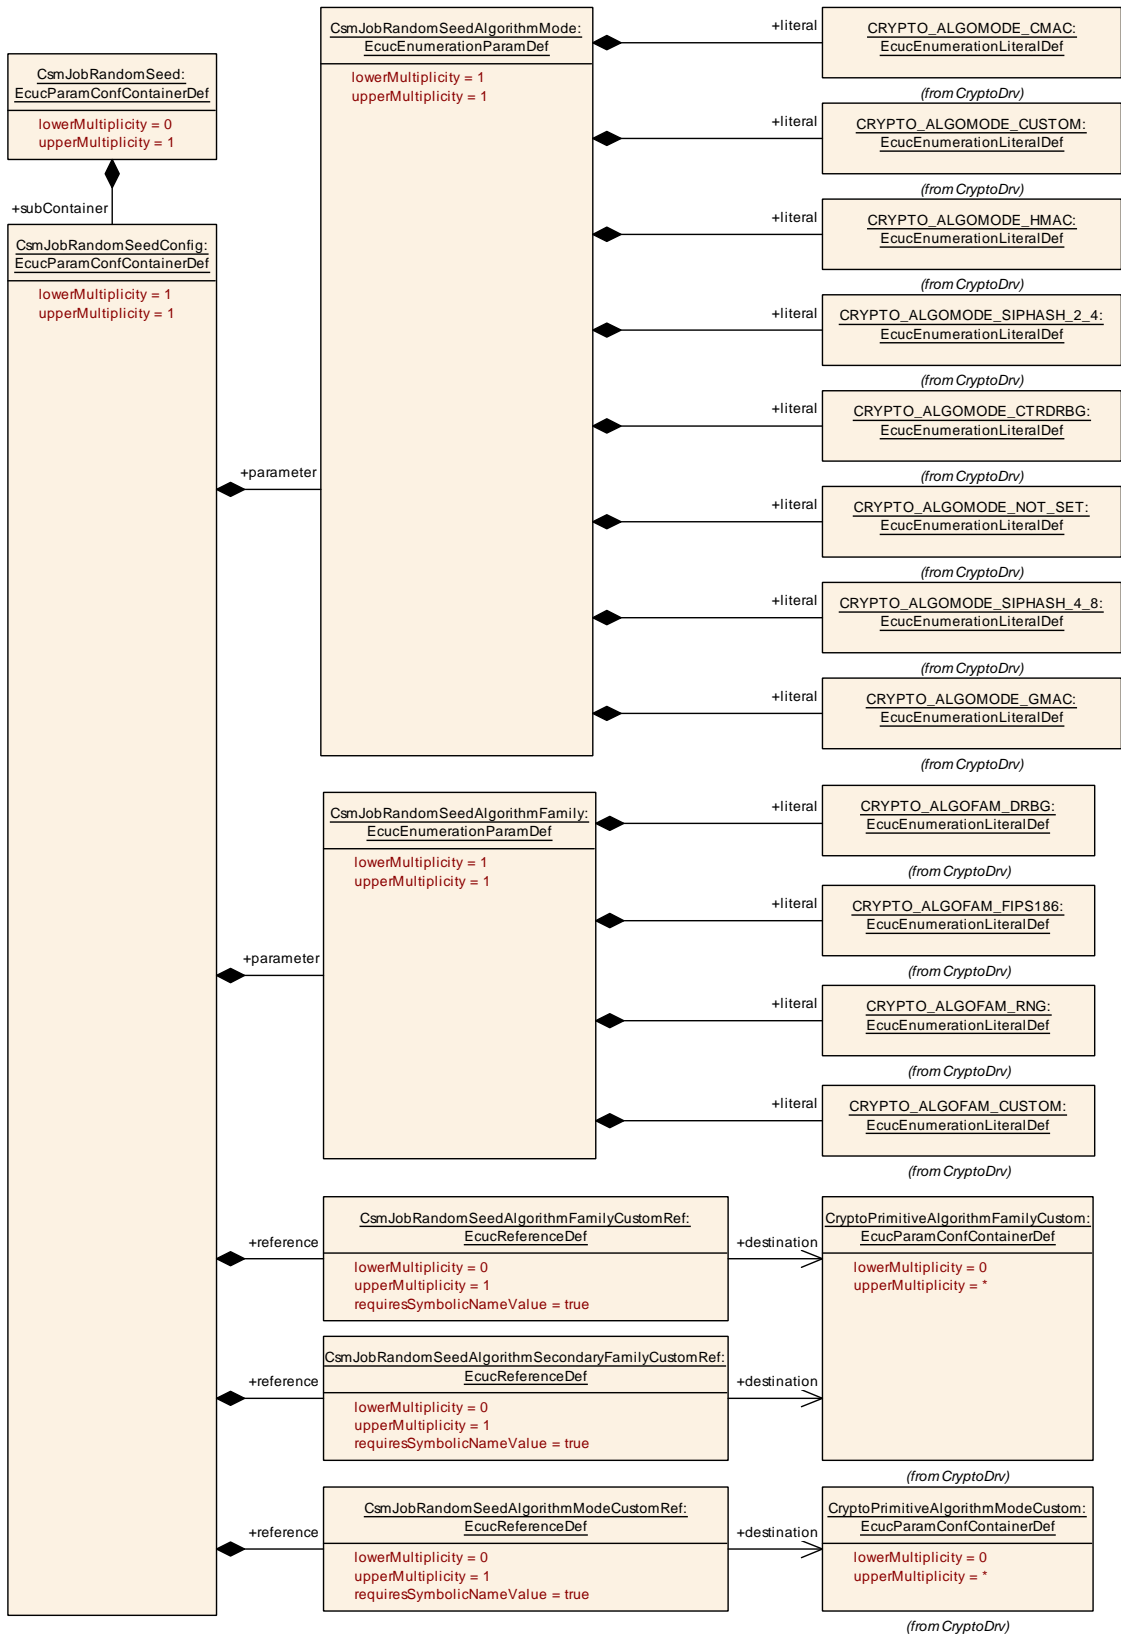 CsmJobRandomSeed:
EcucParamConfContainerDef
lowerMultiplicity = 0
upperMultiplicity = 1
+subContainer
CsmJobRandomSeedConfig:
EcucParamConfContainerDef
lowerMultiplicity = 1
upperMultiplicity = 1
+parameter
CsmJobRandomSeedAlgorithmMode:
EcucEnumerationParamDef
lowerMultiplicity = 1
upperMultiplicity = 1
+literal
CRYPTO_ALGOMODE_CMAC:
EcucEnumerationLiteralDef
(from CryptoDrv)
+literal
CRYPTO_ALGOMODE_CUSTOM:
EcucEnumerationLiteralDef
(from CryptoDrv)
+literal
CRYPTO_ALGOMODE_HMAC:
EcucEnumerationLiteralDef
(from CryptoDrv)
+literal
CRYPTO_ALGOMODE_SIPHASH_2_4:
EcucEnumerationLiteralDef
(from CryptoDrv)
+literal
CRYPTO_ALGOMODE_CTRDRBG:
EcucEnumerationLiteralDef
(from CryptoDrv)
+literal
CRYPTO_ALGOMODE_NOT_SET:
EcucEnumerationLiteralDef
(from CryptoDrv)
+literal
CRYPTO_ALGOMODE_SIPHASH_4_8:
EcucEnumerationLiteralDef
(from CryptoDrv)
+literal
CRYPTO_ALGOMODE_GMAC:
EcucEnumerationLiteralDef
(from CryptoDrv)
+parameter
CsmJobRandomSeedAlgorithmFamily:
EcucEnumerationParamDef
lowerMultiplicity = 1
upperMultiplicity = 1
+literal
CRYPTO_ALGOFAM_DRBG:
EcucEnumerationLiteralDef
(from CryptoDrv)
+literal
CRYPTO_ALGOFAM_FIPS186:
EcucEnumerationLiteralDef
(from CryptoDrv)
+literal
CRYPTO_ALGOFAM_RNG:
EcucEnumerationLiteralDef
(from CryptoDrv)
+literal
CRYPTO_ALGOFAM_CUSTOM:
EcucEnumerationLiteralDef
(from CryptoDrv)
+reference
CsmJobRandomSeedAlgorithmFamilyCustomRef:
EcucReferenceDef
lowerMultiplicity = 0
upperMultiplicity = 1
requiresSymbolicNameValue = true
+destination
CryptoPrimitiveAlgorithmFamilyCustom:
EcucParamConfContainerDef
lowerMultiplicity = 0
upperMultiplicity = *
+reference
CsmJobRandomSeedAlgorithmSecondaryFamilyCustomRef:
EcucReferenceDef
lowerMultiplicity = 0
upperMultiplicity = 1
requiresSymbolicNameValue = true
+destination
(from CryptoDrv)
+reference
CsmJobRandomSeedAlgorithmModeCustomRef:
EcucReferenceDef
lowerMultiplicity = 0
upperMultiplicity = 1
requiresSymbolicNameValue = true
+destination
CryptoPrimitiveAlgorithmModeCustom:
EcucParamConfContainerDef
lowerMultiplicity = 0
upperMultiplicity = *
(from CryptoDrv)